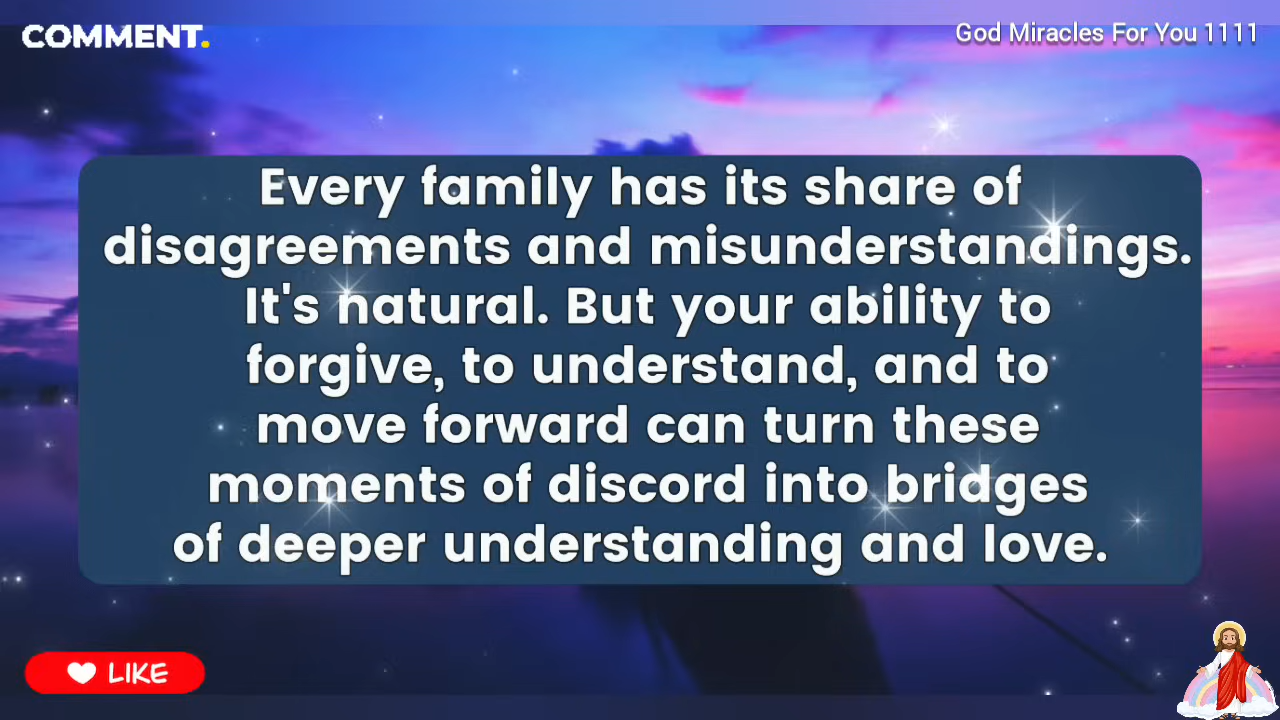 COMMENT.
God Miracles For You 1111
Every family has its share of
disagreements and misunderstandings.
It's natural. But your ability to
forgive, to understand, and to
move forward can turn these
moments of discord into bridges
of deeper understanding and love.
LIKE